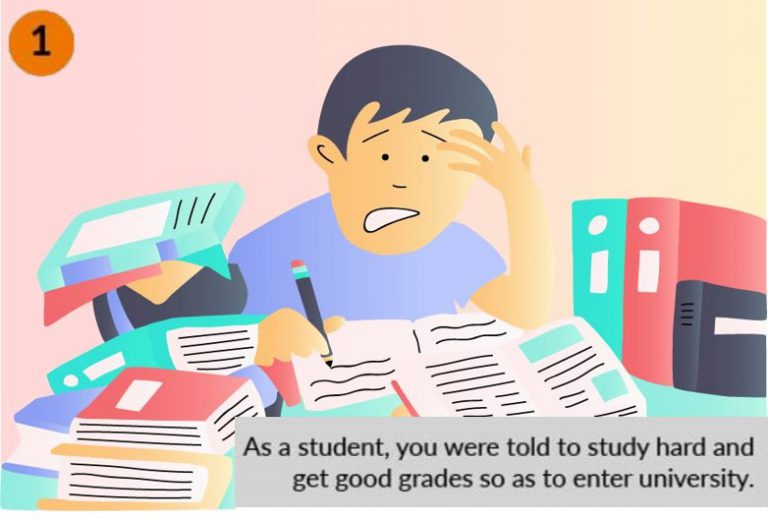 1
As a student, you were told to study hard and
get good grades so as to enter university.